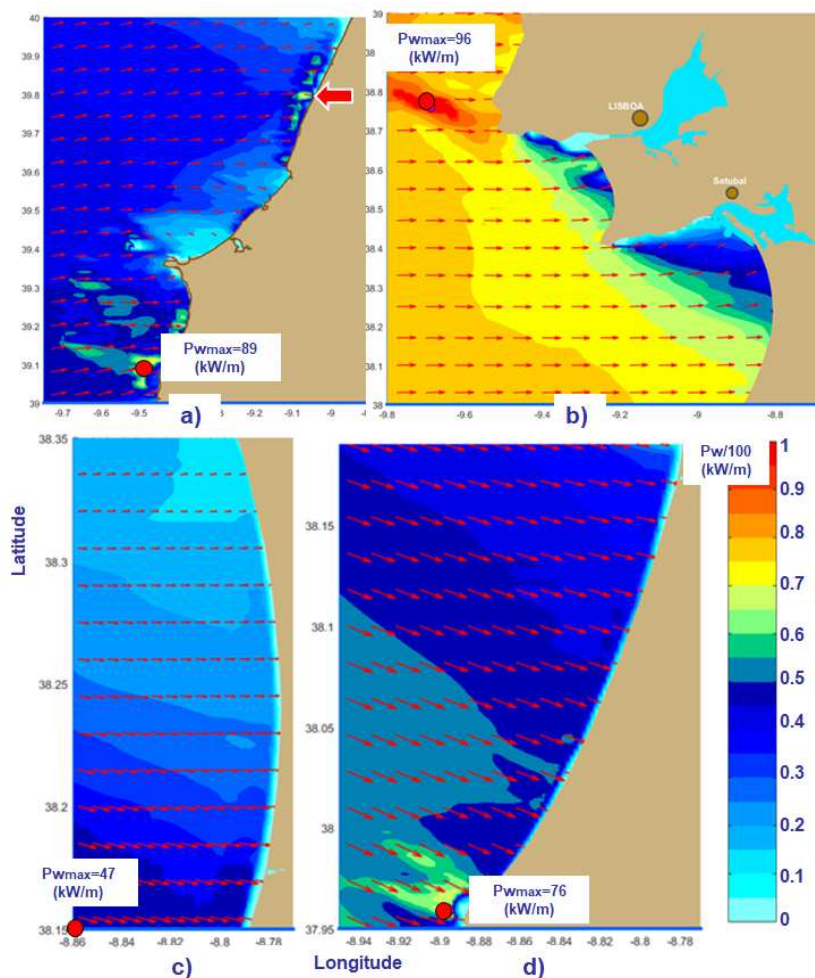 40
39.9
39.8
39.7
39.6
39.5
39.4
39.3
39.2
39.1
39
Pwmax=89
(kW/m)
-9.7 -9.6 -9.5 -9.3 -9.2 -9.1 -9
a)
39
Pwmax=96
(kW/m)
38.8
38.7
38.6
38.5
38.4
38.3
38.2
38.1
38
LISBOA
Setubal
-9.8 -9.6 -9.4 -9.2 -9 -8.8
b)
38.35
38.3
38.25
38.2
38.15
Latitude
Pwmax=47
(kW/m)
-8.86 -8.84 -8.82 -8.8 -8.78
c)
38.15
38.1
38.05
38
37.95
Pwmax=76
(kW/m)
-8.94 -8.92 -8.9 -8.88 -8.86 -8.84 -8.82 -8.8 -8.78
d)
Longitude
Pw/100
(kW/m)
1
0.9
0.8
0.7
0.6
0.5
0.4
0.3
0.2
0.1
0